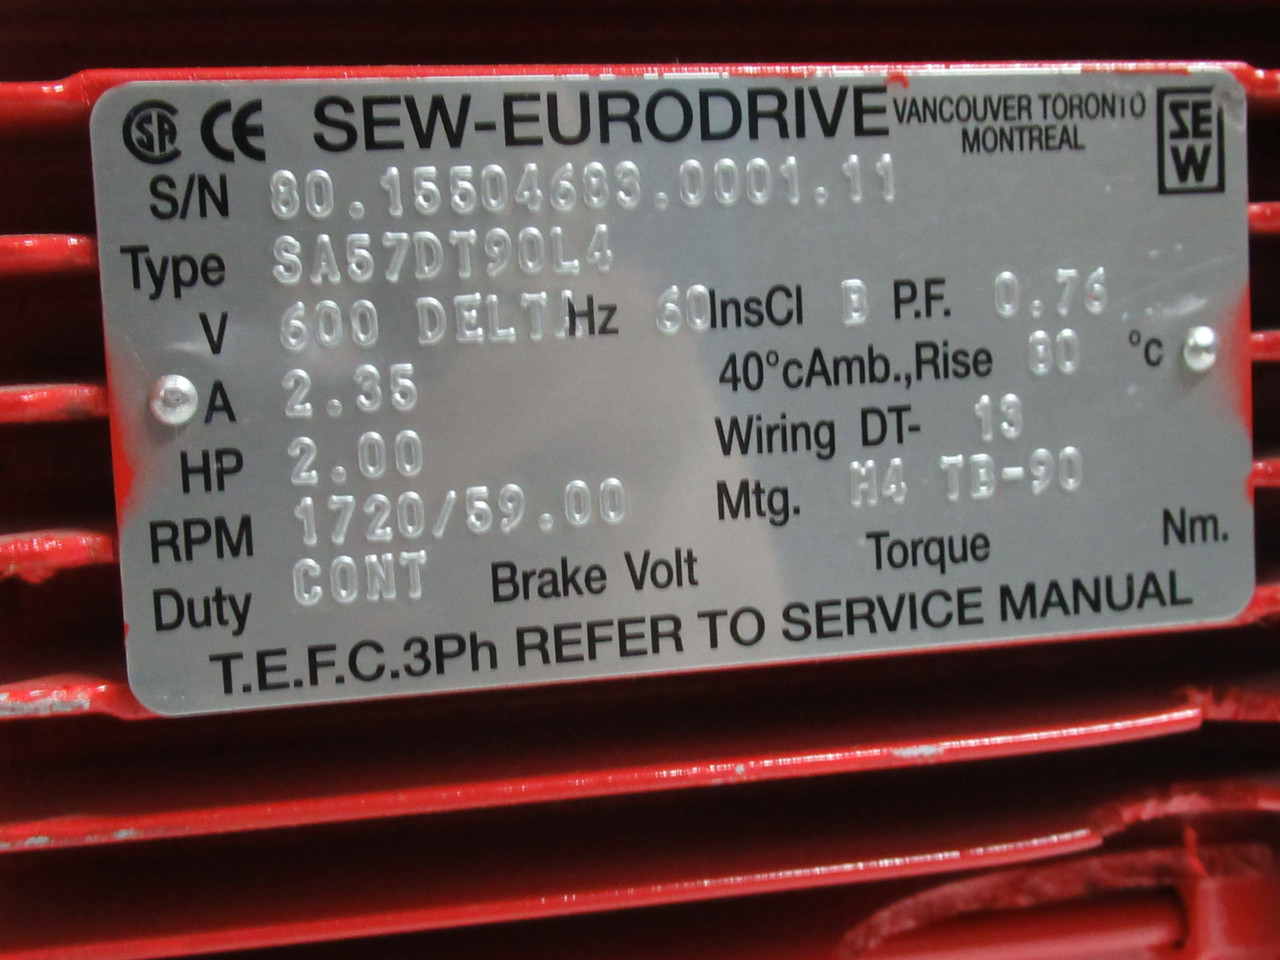 SA CE SEW-EURODRIVE VANCOUVER TORONTO MONTREAL SEW
S/N 80.15504683.0001.11
Type SA57DT90L4
V 600 DELTA Hz 60 InsCl B P.F. 0.76
A 2.35 40°cAmb.,Rise 80 °c
HP 2.00 Wiring DT- 13
RPM 1720/59.00 Mtg. M4 TB-90
Duty CONT Brake Volt Torque Nm.
T.E.F.C.3Ph REFER TO SERVICE MANUAL